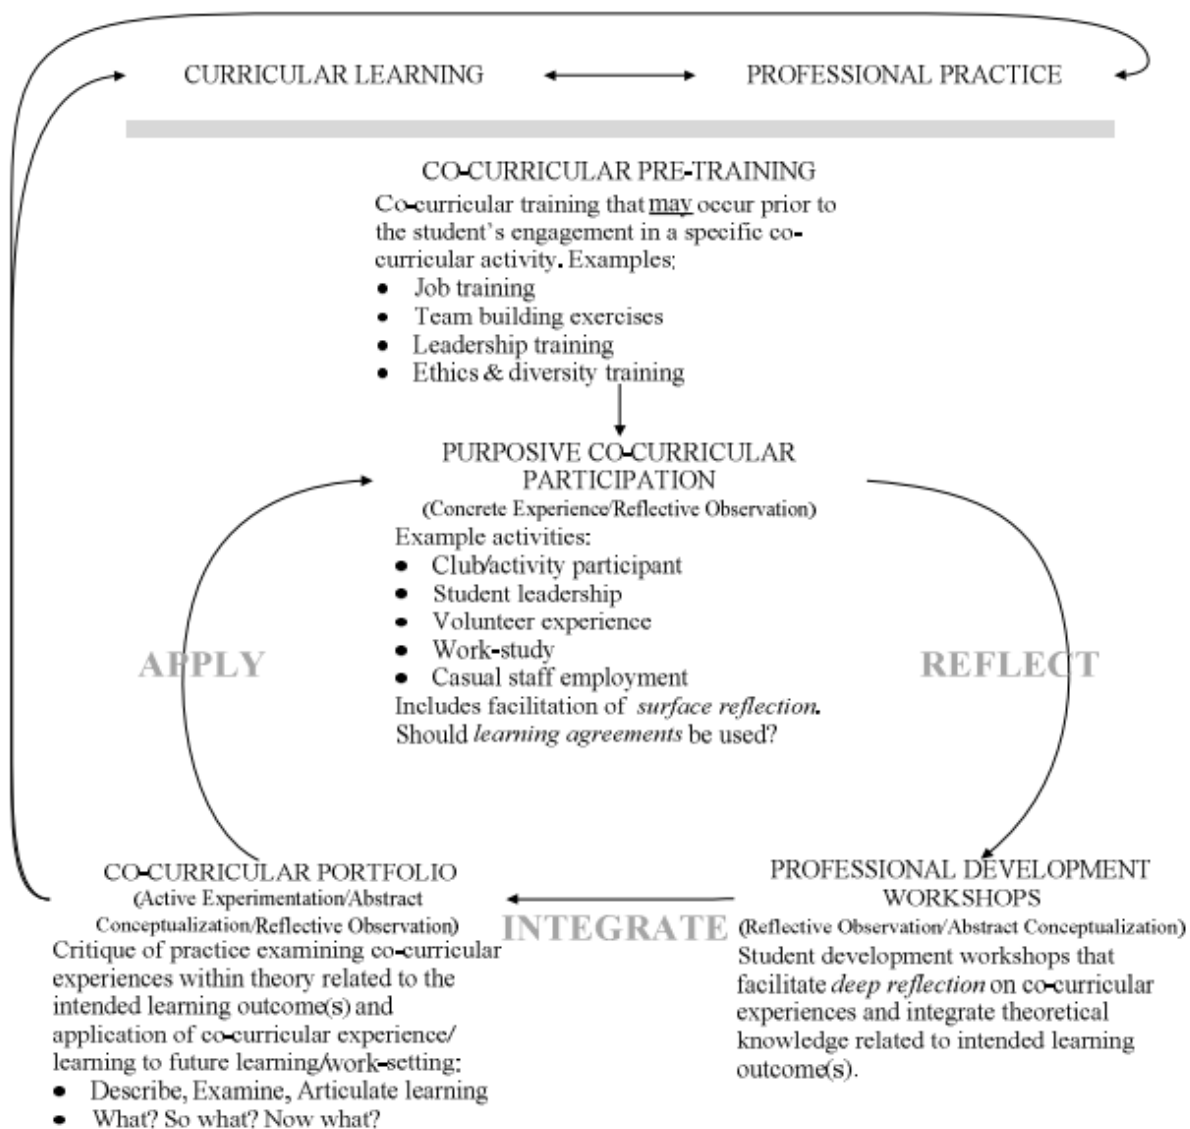 CURRICULAR LEARNING
PROFESSIONAL PRACTICE
CO-CURRICULAR PRE-TRAINING
Co-curricular training that may occur prior to
the student's engagement in a specific co-
curricular activity. Examples:
● Job training
● Team building exercises
● Leadership training
● Ethics & diversity training
PURPOSIVE CO-CURRICULAR
PARTICIPATION
(Concrete Experience/Reflective Observation)
Example activities:
● Club/activity participant
● Student leadership
● Volunteer experience
● Work-study
● Casual staff employment
Includes facilitation of surface reflection.
Should learning agreements be used?
APPLY
REFLECT
INTEGRATE
PROFESSIONAL DEVELOPMENT
WORKSHOPS
(Reflective Observation/Abstract Conceptualization)
Student development workshops that
facilitate deep reflection on co-curricular
experiences and integrate theoretical
knowledge related to intended learning
outcome(s).
CO-CURRICULAR PORTFOLIO
(Active Experimentation/Abstract
Conceptualization/Reflective Observation)
Critique of practice examining co-curricular
experiences within theory related to the
intended learning outcome(s) and
application of co-curricular experience/
learning to future learning/work-setting:
● Describe, Examine, Articulate learning
● What? So what? Now what?